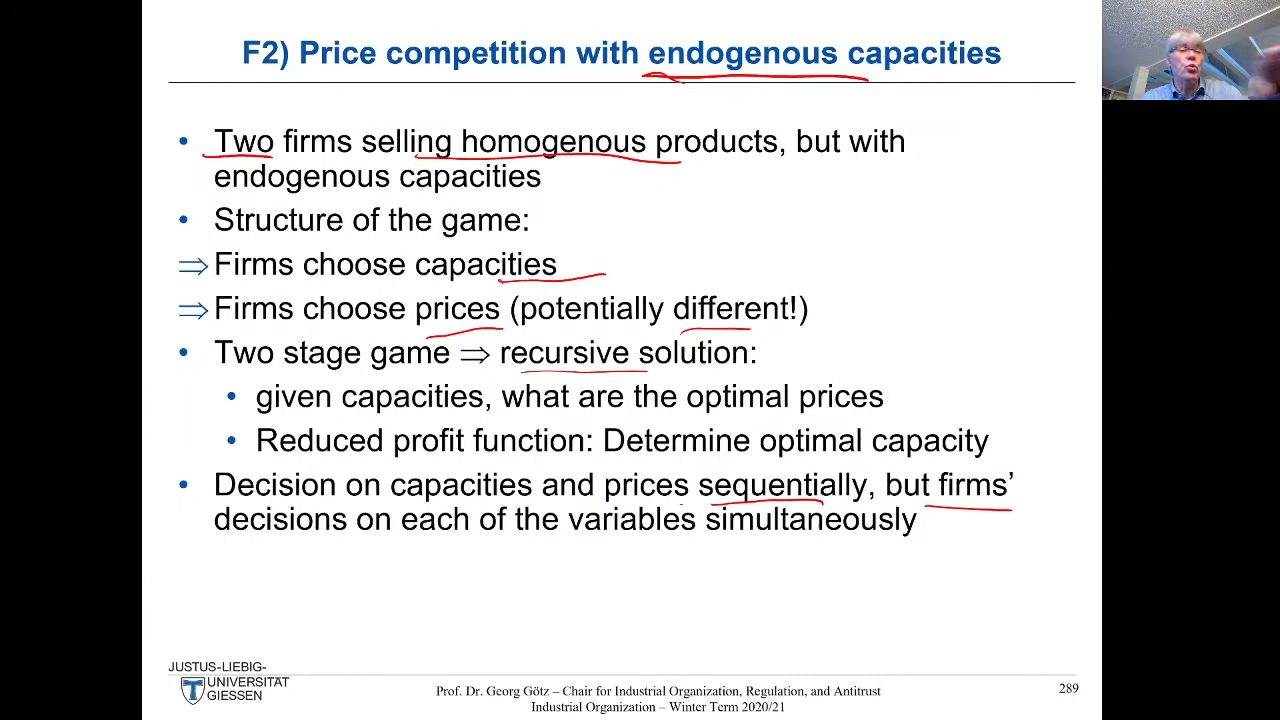 F2) Price competition with endogenous capacities
• Two firms selling homogenous products, but with
endogenous capacities
• Structure of the game:
⇒ Firms choose capacities
⇒ Firms choose prices (potentially different!)
• Two stage game ⇒ recursive solution:
• given capacities, what are the optimal prices
• Reduced profit function: Determine optimal capacity
• Decision on capacities and prices sequentially, but firms’
decisions on each of the variables simultaneously
JUSTUS-LIEBIG-
UNIVERSITÄT
GIESSEN
Prof. Dr. Georg Götz – Chair for Industrial Organization, Regulation, and Antitrust
Industrial Organization – Winter Term 2020/21
289